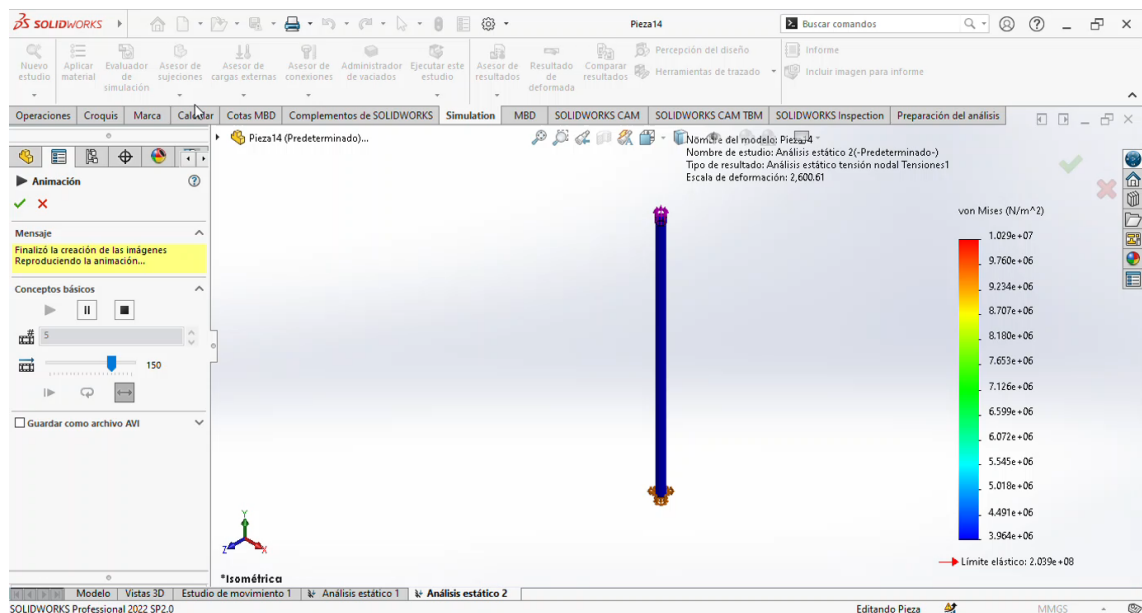 SOLIDWORKS
Pieza14
Buscar comandos
Nuevo estudio
Aplicar material
Evaluador de simulación
Asesor de sujeciones
Asesor de cargas externas
Asesor de conexiones
Administrador de vaciados
Ejecutar este estudio
Asesor de resultados
Resultado de deformada
Comparar resultados
Percepción del diseño
Herramientas de trazado
Informe
Incluir imagen para informe
Operaciones Croquis Marca Calcular Cotas MBD Complementos de SOLIDWORKS Simulation MBD SOLIDWORKS CAM SOLIDWORKS CAM TBM SOLIDWORKS Inspection Preparación del análisis
Pieza14 (Predeterminado)...
Nombre del modelo: Pieza14
Nombre de estudio: Análisis estático 2(-Predeterminado-)
Tipo de resultado: Análisis estático tensión nodal Tensiones1
Escala de deformación: 2,600.61
Animación
Mensaje
Finalizó la creación de las imágenes
Reproduciendo la animación...
Conceptos básicos
5
150
Guardar como archivo AVI
von Mises (N/m^2)
1.029e+07
9.760e+06
9.234e+06
8.707e+06
8.180e+06
7.653e+06
7.126e+06
6.599e+06
6.072e+06
5.545e+06
5.018e+06
4.491e+06
3.964e+06
Límite elástico: 2.039e+08
Y
Z
X
*Isométrica
Modelo Vistas 3D Estudio de movimiento 1 Análisis estático 1 Análisis estático 2
SOLIDWORKS Professional 2022 SP2.0
Editando Pieza
MMGS